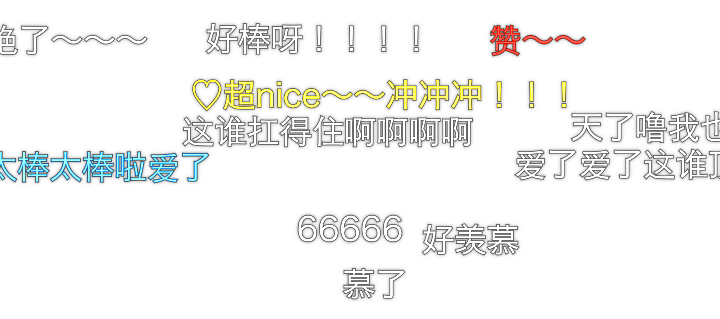 艳了～～～
好棒呀！！！！
赞～～
♡超nice～～冲冲冲！！！
这谁扛得住啊啊啊啊
天了噜我也
太棒太棒啦爱了
爱了爱了这谁顶
66666
好羡慕
慕了